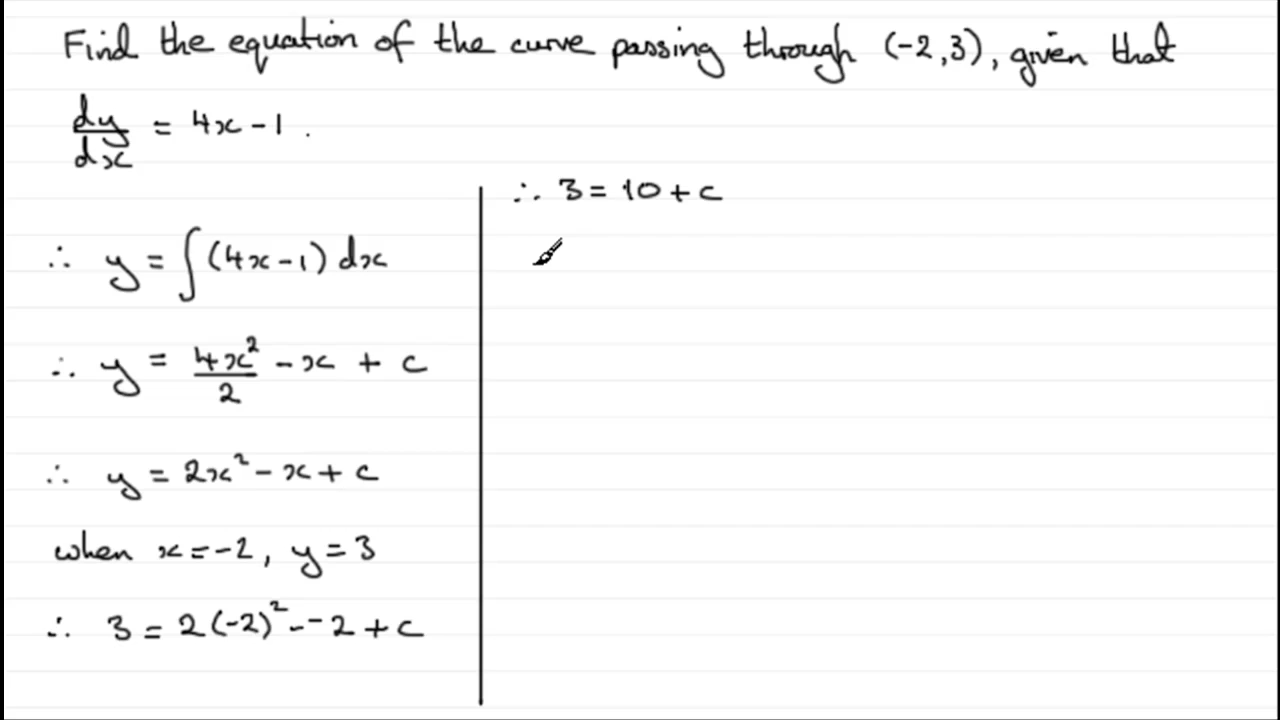 Find the equation of the curve passing through (-2,3), given that
dy/dx = 4x - 1.
∴ y = ∫(4x-1) dx
∴ y = 4x²/2 - x + c
∴ y = 2x² - x + c
when x = -2, y = 3
∴ 3 = 2(-2)² - -2 + c
∴ 3 = 10 + c